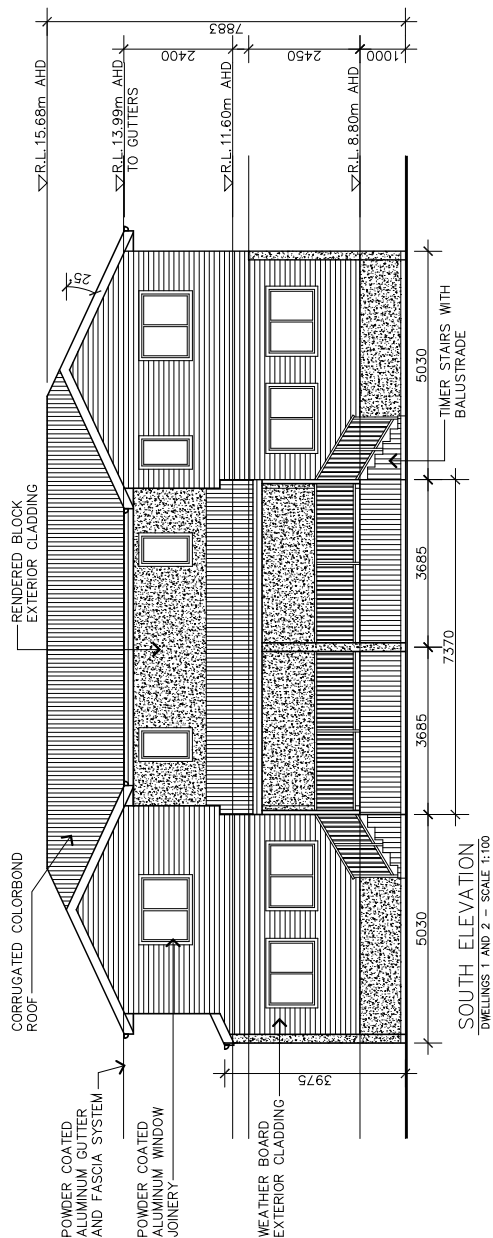 CORRUGATED COLORBOND
ROOF
RENDERED BLOCK
EXTERIOR CLADDING
25°
R.L. 15.68m AHD
R.L. 13.99m AHD
TO GUTTERS
R.L. 11.60m AHD
R.L. 8.80m AHD
7883
2400
2450
1000
POWDER COATED
ALUMINUM GUTTER
AND FASCIA SYSTEM
POWDER COATED
ALUMINUM WINDOW
JOINERY
WEATHER BOARD
EXTERIOR CLADDING
3975
TIMER STAIRS WITH
BALUSTRADE
5030
3685
3685
5030
7370
SOUTH ELEVATION
DWELLINGS 1 AND 2 - SCALE 1:100